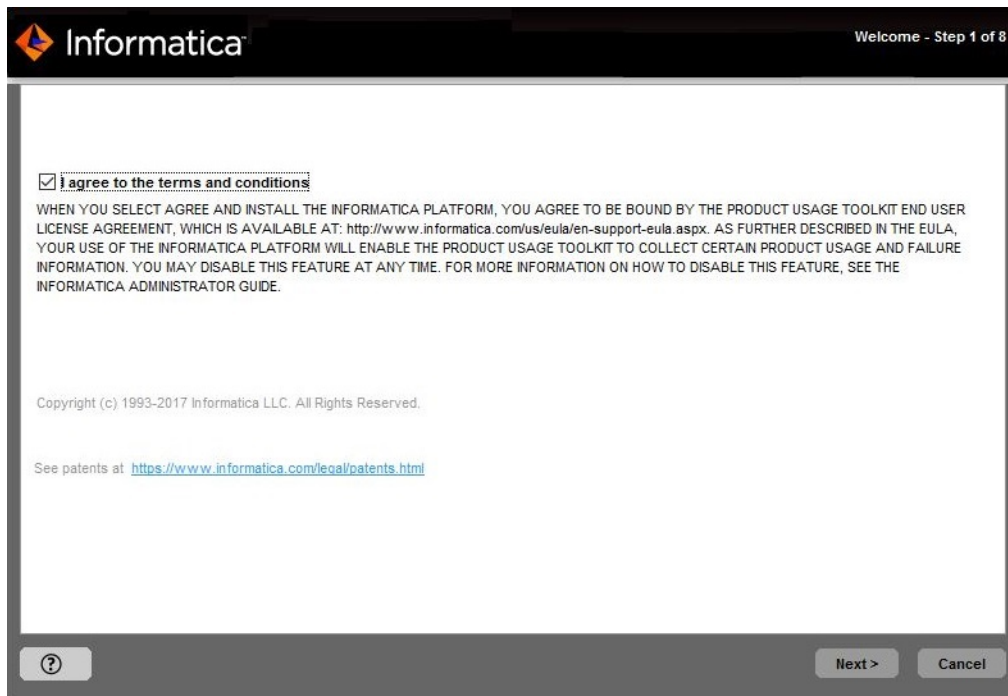 Informatica
Welcome - Step 1 of 8
I agree to the terms and conditions
WHEN YOU SELECT AGREE AND INSTALL THE INFORMATICA PLATFORM, YOU AGREE TO BE BOUND BY THE PRODUCT USAGE TOOLKIT END USER
LICENSE AGREEMENT, WHICH IS AVAILABLE AT: http://www.informatica.com/us/eula/en-support-eula.aspx. AS FURTHER DESCRIBED IN THE EULA,
YOUR USE OF THE INFORMATICA PLATFORM WILL ENABLE THE PRODUCT USAGE TOOLKIT TO COLLECT CERTAIN PRODUCT USAGE AND FAILURE
INFORMATION. YOU MAY DISABLE THIS FEATURE AT ANY TIME. FOR MORE INFORMATION ON HOW TO DISABLE THIS FEATURE, SEE THE
INFORMATICA ADMINISTRATOR GUIDE.
Copyright (c) 1993-2017 Informatica LLC. All Rights Reserved.
See patents at https://www.informatica.com/legal/patents.html
?
Next >
Cancel